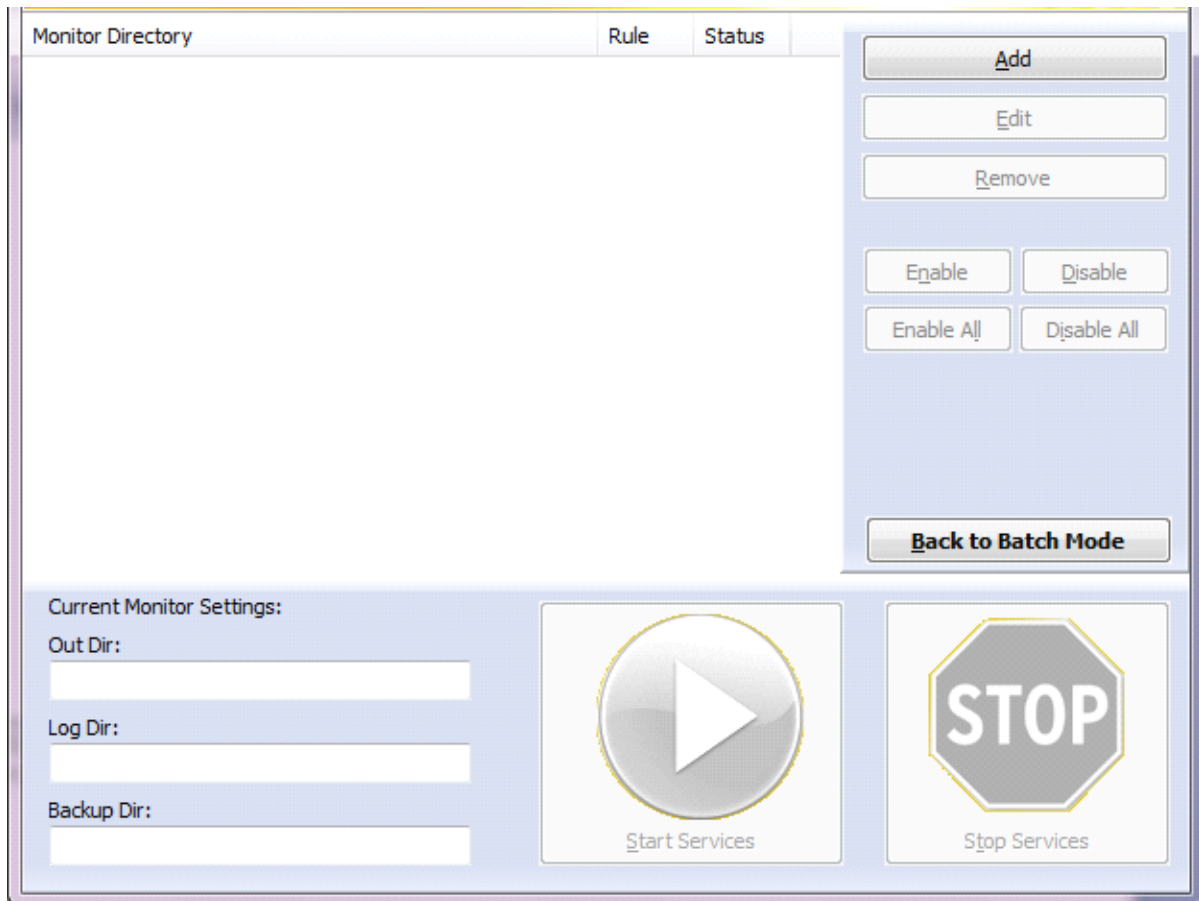 Monitor Directory Rule Status
Add
Edit
Remove
Enable Disable
Enable All Disable All
Back to Batch Mode
Current Monitor Settings:
Out Dir:
Log Dir:
Backup Dir:
STOP
Start Services Stop Services